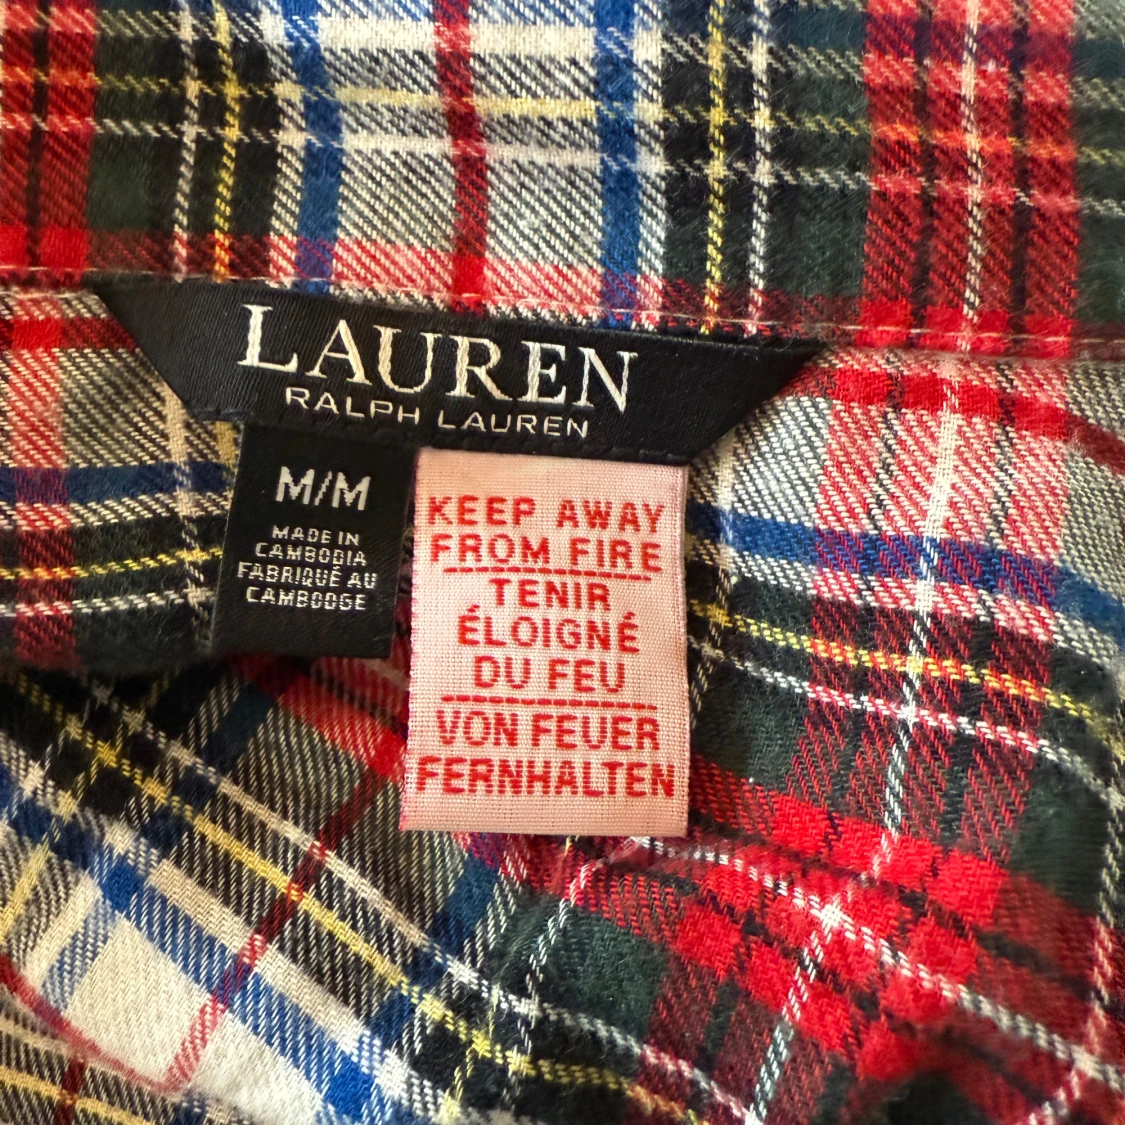 LAUREN
RALPH LAUREN
M/M
MADE IN
CAMBODIA
FABRIQUÉ AU
CAMBODGE
KEEP AWAY
FROM FIRE
TENIR
ÉLOIGNÉ
DU FEU
VON FEUER
FERNHALTEN